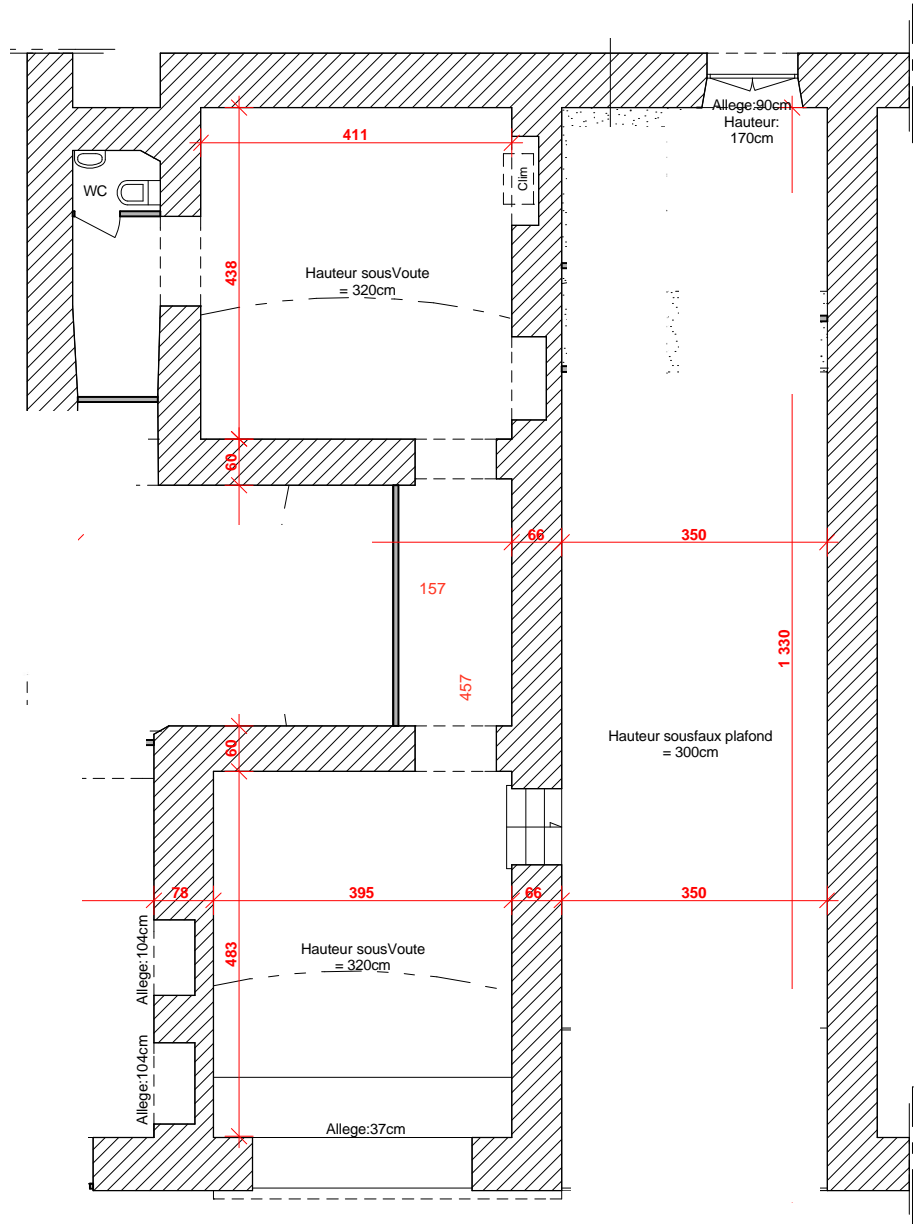 Allege:90cm
Hauteur:
170cm
411
Clim
WC
438
Hauteur sousVoute
= 320cm
60
66
350
157
457
1 330
60
Hauteur sousfaux plafond
= 300cm
78
395
66
350
Allege:104cm
483
Hauteur sousVoute
= 320cm
Allege:104cm
Allege:37cm